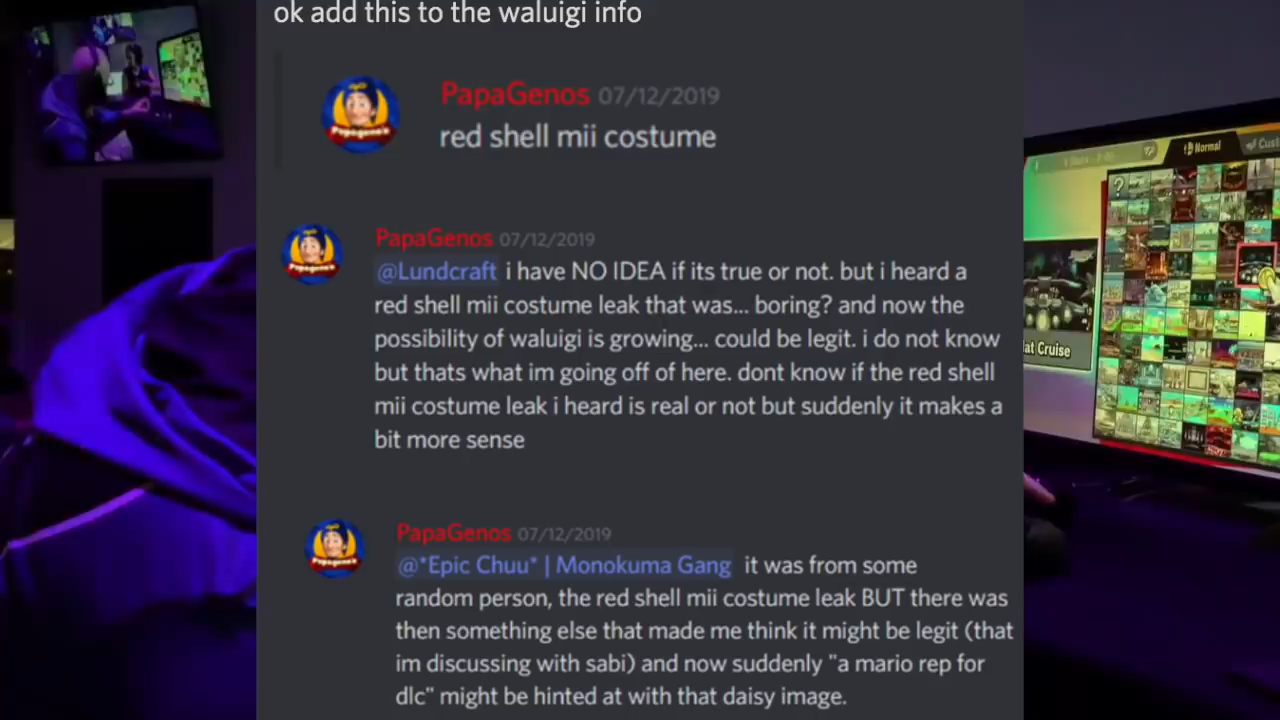 ok add this to the waluigi info
PapaGenos 07/12/2019
red shell mii costume
PapaGenos 07/12/2019
@Lundcraft i have NO IDEA if its true or not. but i heard a
red shell mii costume leak that was... boring? and now the
possibility of waluigi is growing... could be legit. i do not know
but thats what im going off of here. dont know if the red shell
mii costume leak i heard is real or not but suddenly it makes a
bit more sense
PapaGenos 07/12/2019
@*Epic Chuu* | Monokuma Gang it was from some
random person, the red shell mii costume leak BUT there was
then something else that made me think it might be legit (that
im discussing with sabi) and now suddenly "a mario rep for
dlc" might be hinted at with that daisy image.
Normal
Cust
at Cruise